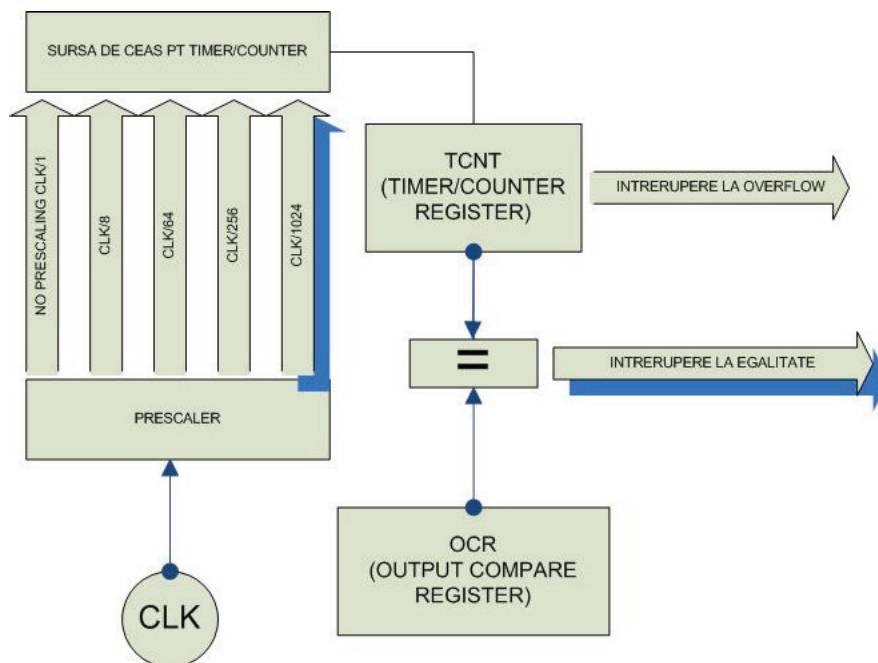 SURSA DE CEAS PT TIMER/COUNTER
NO PRESCALING CLK/1
CLK/8
CLK/64
CLK/256
CLK/1024
PRESCALER
CLK
TCNT
(TIMER/COUNTER
REGISTER)
INTRERUPERE LA OVERFLOW
=
INTRERUPERE LA EGALITATE
OCR
(OUTPUT COMPARE
REGISTER)